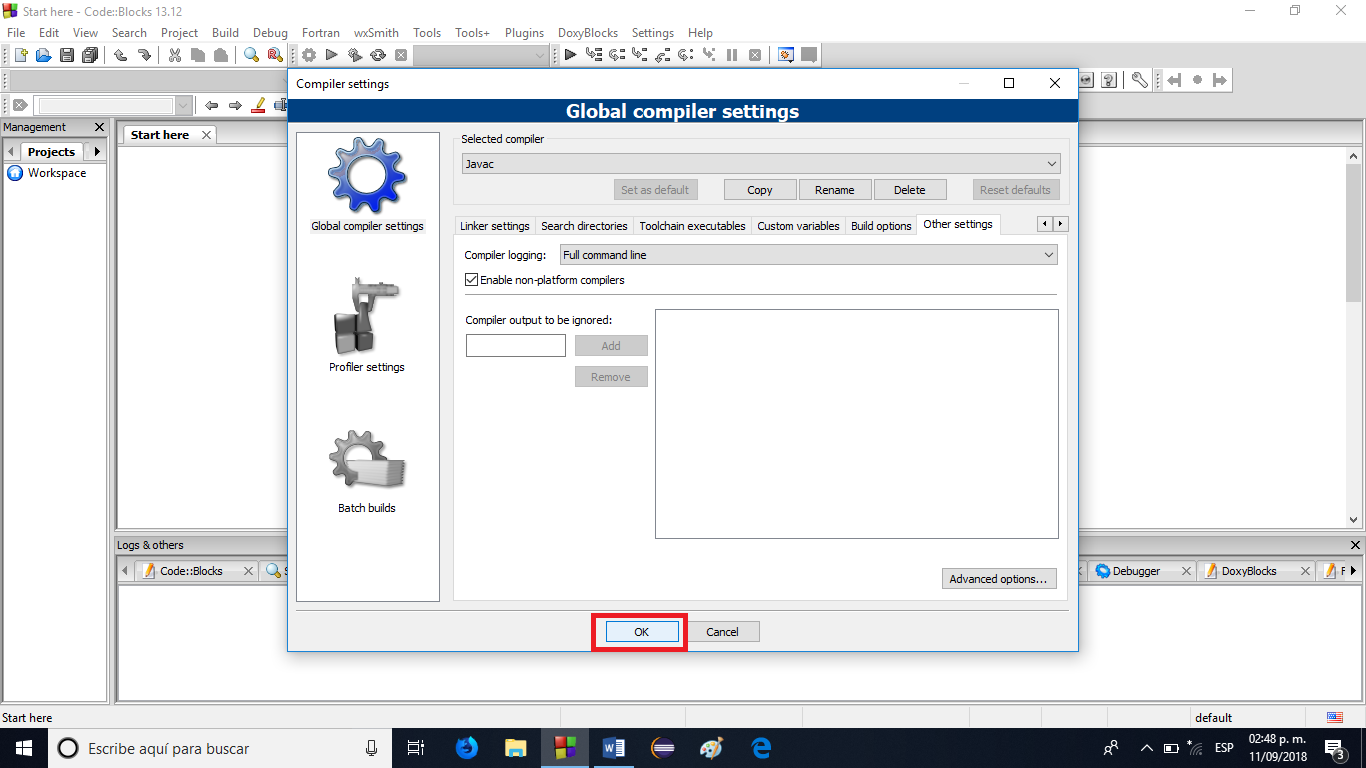 Start here - Code::Blocks 13.12
File Edit View Search Project Build Debug Fortran wxSmith Tools Tools+ Plugins DoxyBlocks Settings Help
Compiler settings
Global compiler settings
Management
Projects
Workspace
Start here
Global compiler settings
Profiler settings
Batch builds
Selected compiler
Javac
Set as default Copy Rename Delete Reset defaults
Linker settings Search directories Toolchain executables Custom variables Build options Other settings
Compiler logging: Full command line
Enable non-platform compilers
Compiler output to be ignored:
Add
Remove
Advanced options...
OK Cancel
Logs & others
Code::Blocks Debugger DoxyBlocks
Start here default
Escribe aquí para buscar
ESP
02:48 p. m.
11/09/2018
3